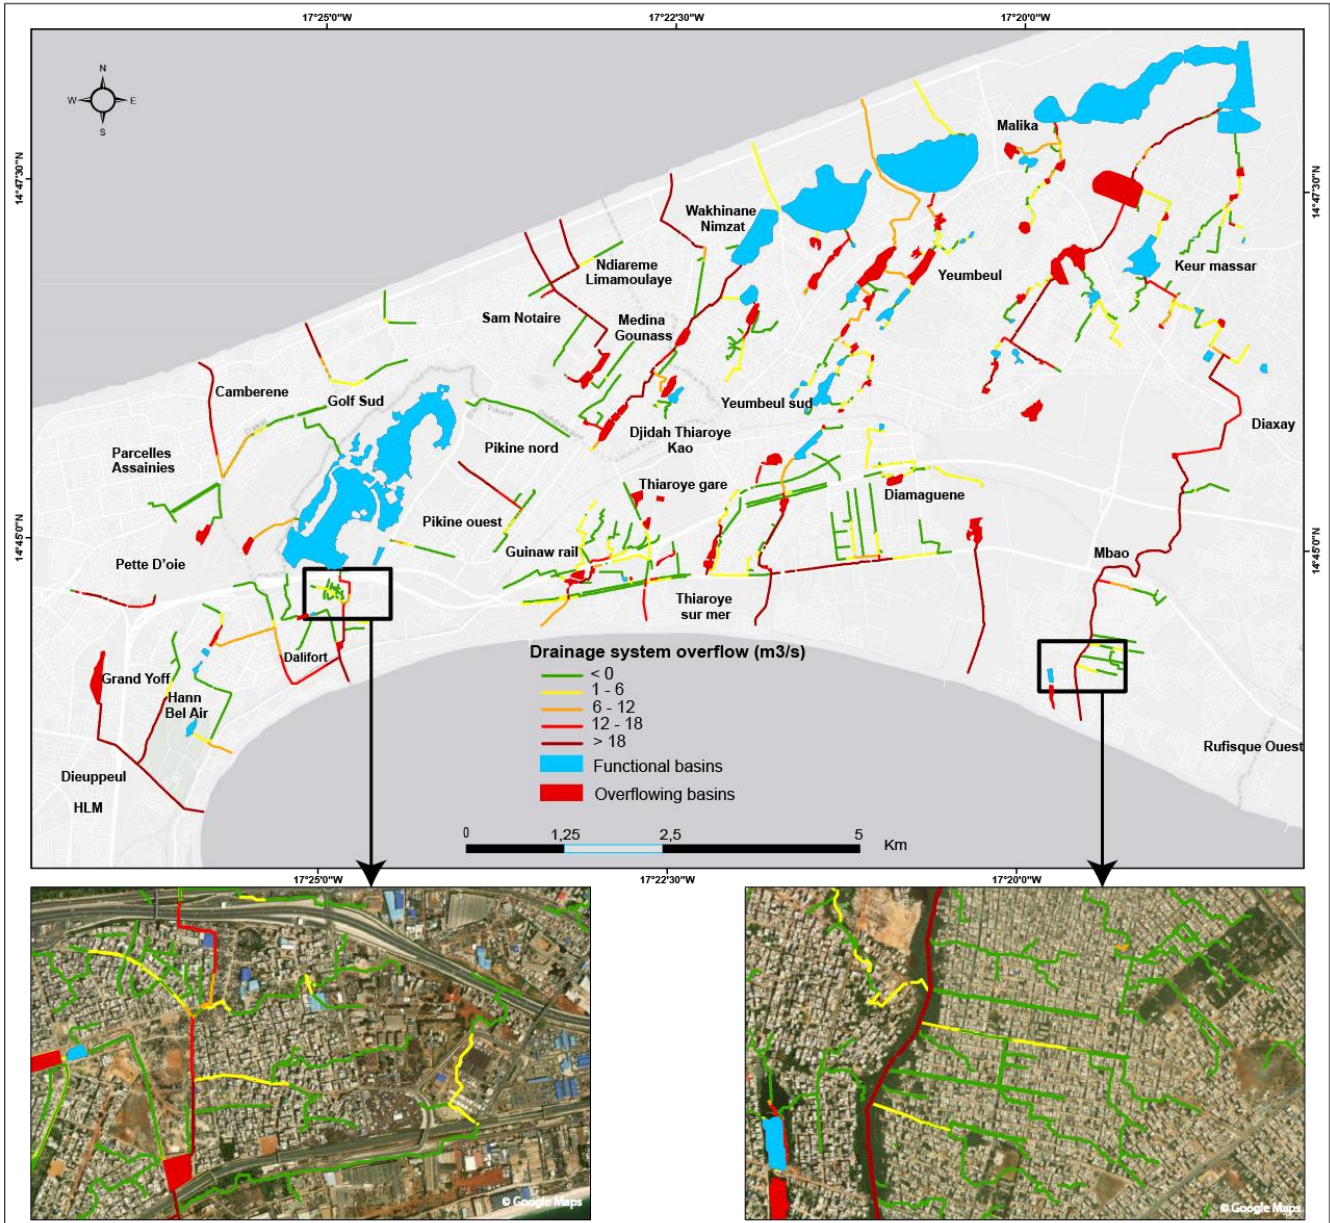 17°25'0"W
17°22'30"W
17°20'0"W
N
W
E
S
14°47'30"N
14°47'30"N
Malika
Wakhinane
Nimzat
Ndiareme
Limamoulaye
Yeumbeul
Keur massar
Sam Notaire
Medina
Gounass
Camberene
Golf Sud
Yeumbeul sud
Dakar
Pikine
Guédiawaye
Diaxay
Parcelles
Assainies
Pikine nord
Djidah Thiaroye
Kao
Thiaroye gare
Diamaguene
Pikine ouest
14°45'0"N
14°45'0"N
Guinaw rail
Mbao
Pette D'oie
Thiaroye
sur mer
Dalifort
Grand Yoff
Hann
Bel Air
Rufisque Ouest
Dieuppeul
HLM
Drainage system overflow (m3/s)
< 0
1 - 6
6 - 12
12 - 18
> 18
Functional basins
Overflowing basins
0
1,25
2,5
5
Km
17°25'0"W
17°22'30"W
17°20'0"W
© Google Maps
© Google Maps